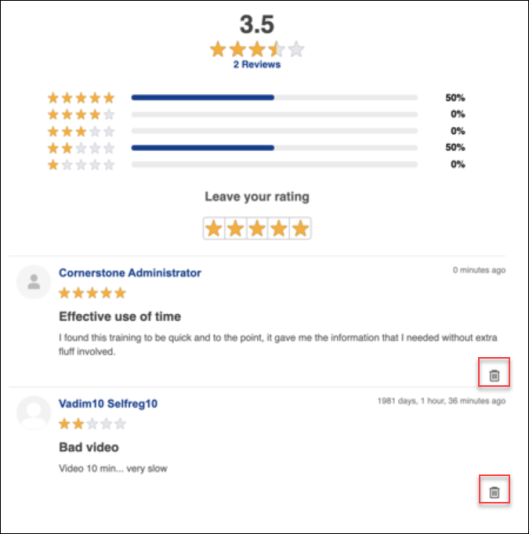 3.5
2 Reviews
50%
0%
0%
50%
0%
Leave your rating
Cornerstone Administrator
0 minutes ago
Effective use of time
I found this training to be quick and to the point, it gave me the information that I needed without extra
fluff involved.
Vadim10 Selfreg10
1981 days, 1 hour, 36 minutes ago
Bad video
Video 10 min... very slow